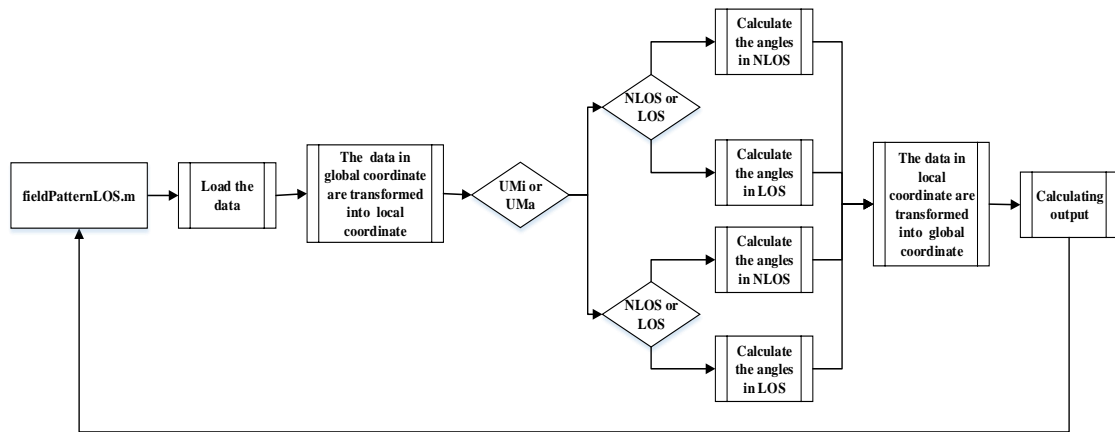 fieldPatternLOS.m
Load the
data
The data in
global coordinate
are transformed
into local
coordinate
UMi or
UMa
NLOS or
LOS
Calculate
the angles
in NLOS
Calculate
the angles
in LOS
NLOS or
LOS
Calculate
the angles
in NLOS
Calculate
the angles
in LOS
The data in
local
coordinate are
transformed
into global
coordinate
Calculating
output